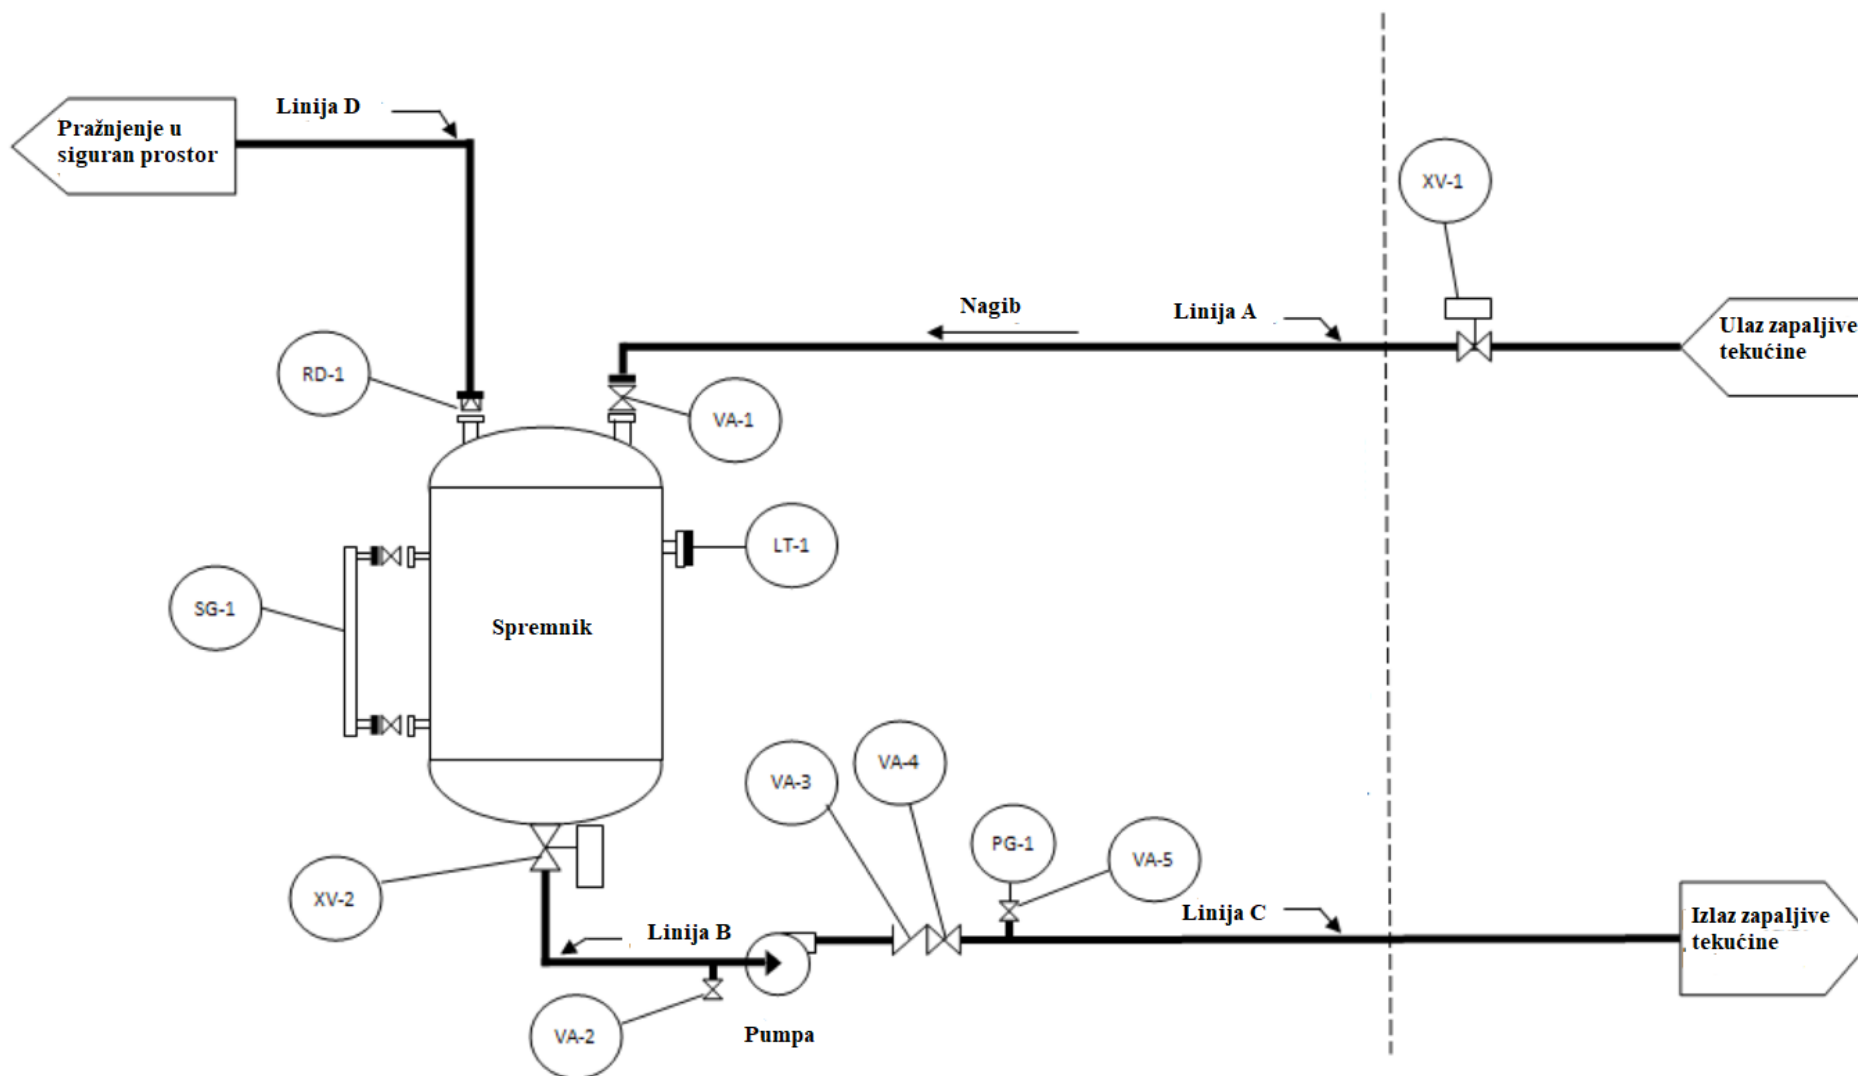 Linija D
Pražnjenje u
siguran prostor
XV-1
Nagib
Linija A
Ulaz zapaljive
tekućine
RD-1
VA-1
LT-1
SG-1
Spremnik
VA-3
VA-4
PG-1
VA-5
XV-2
Linija B
Linija C
Izlaz zapaljive
tekućine
VA-2
Pumpa